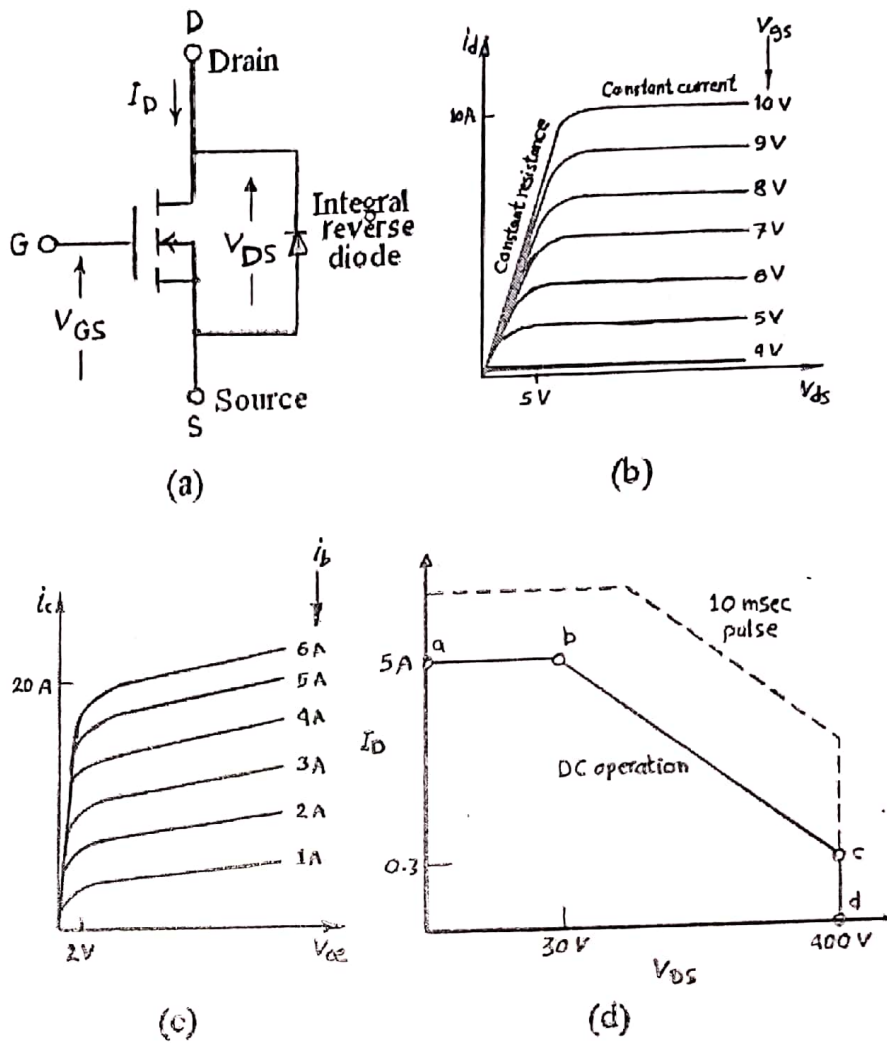 D
Drain
I_D
G
V_GS
V_DS
Integral
reverse
diode
Source
S
(a)
i_d
V_gs
Constant current
10A
Constant resistance
10 V
9 V
8 V
7 V
6 V
5 V
4 V
5 V
V_ds
(b)
i_b
i_c
20 A
6 A
5 A
4 A
3 A
2 A
1 A
2V
V_ce
(c)
10 msec
pulse
a
b
5 A
I_D
DC operation
0.3
c
d
30 V
400 V
V_DS
(d)